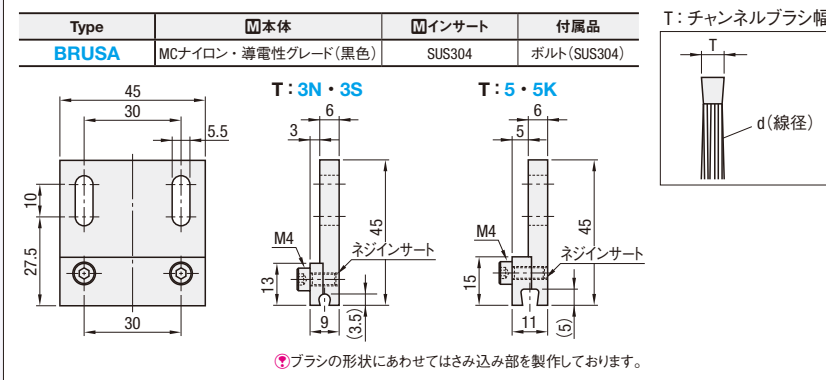 Type Ⓜ本体 Ⓜインサート 付属品
BRUSA MCナイロン・導電性グレード(黒色) SUS304 ボルト(SUS304)
T:チャンネルブラシ幅
T
d(線径)
45
30
5.5
10
27.5
30
T:3N・3S
6
3
M4
ネジインサート
45
13
9
(3.5)
T:5・5K
6
5
M4
ネジインサート
45
15
11
(5)
ブラシの形状にあわせてはさみ込み部を製作しております。